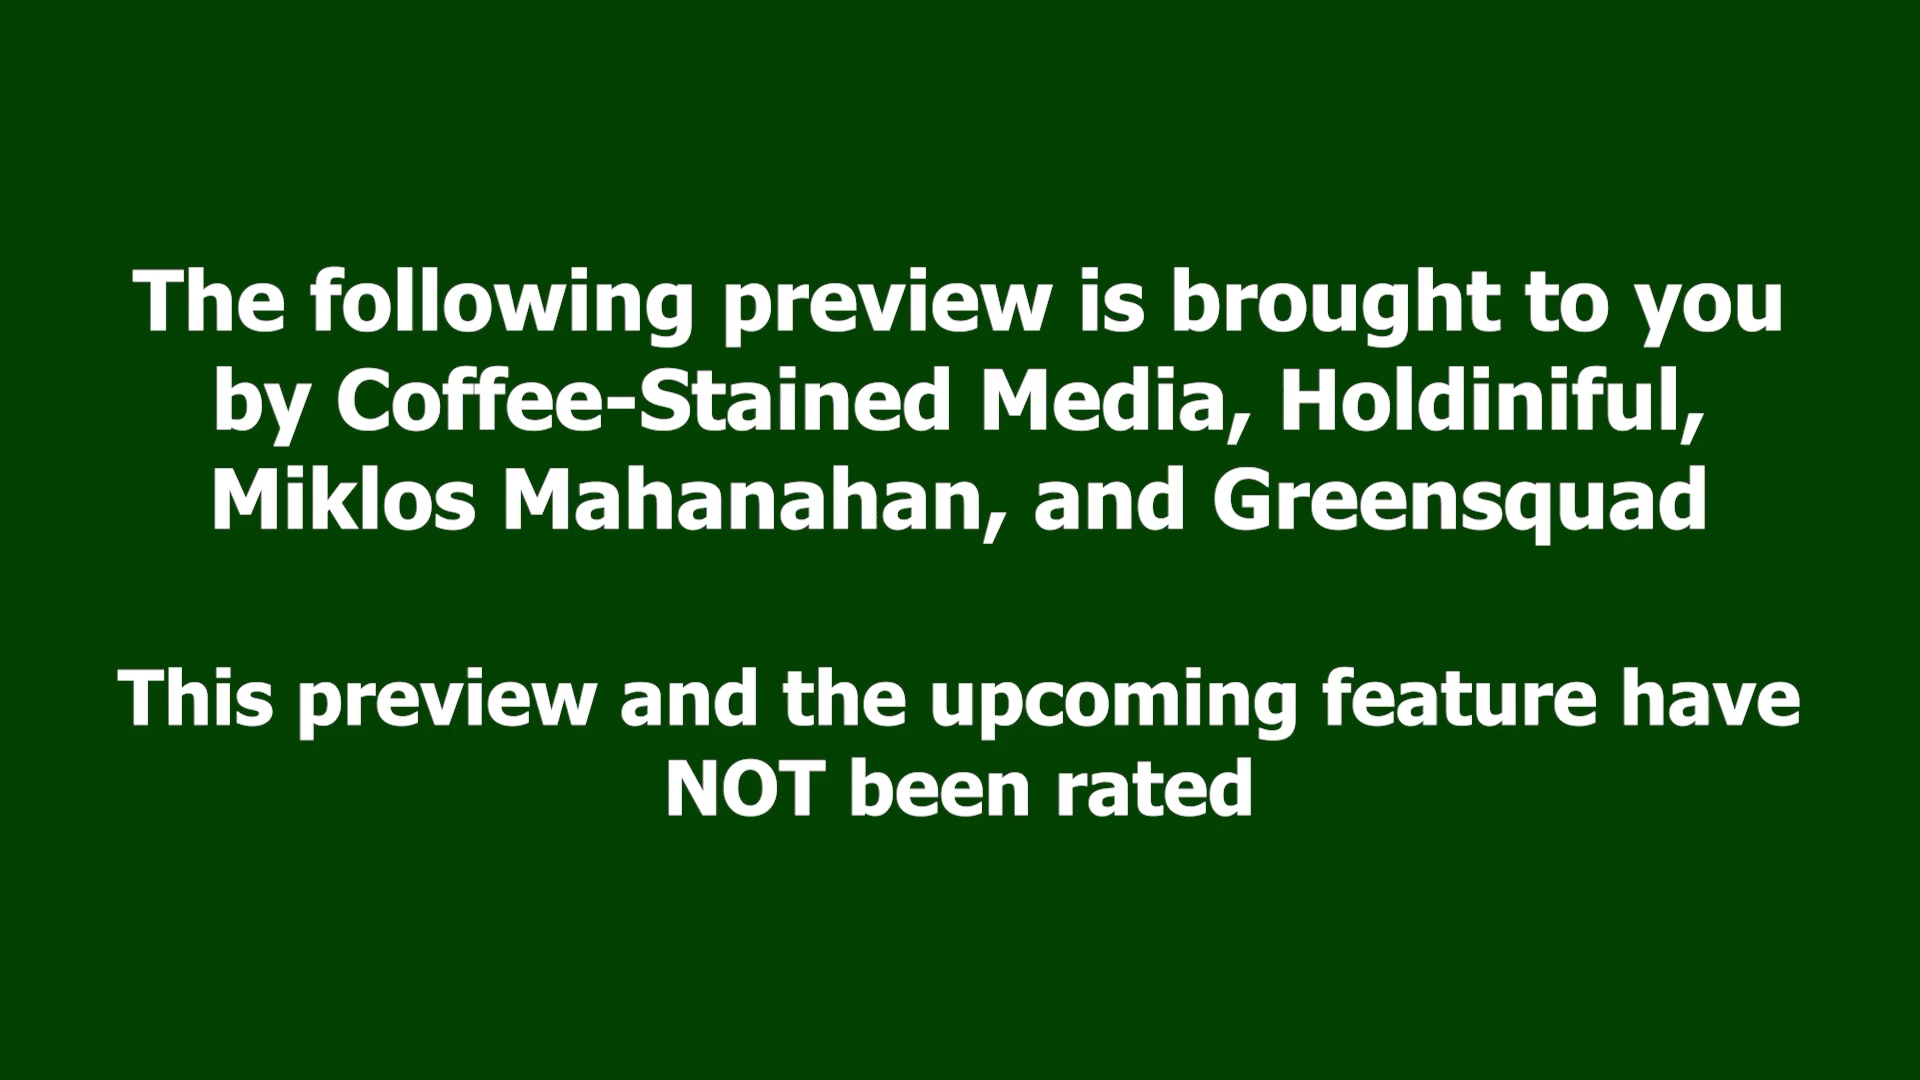 The following preview is brought to you
by Coffee-Stained Media, Holdiniful,
Miklos Mahanahan, and Greensquad
This preview and the upcoming feature have
NOT been rated